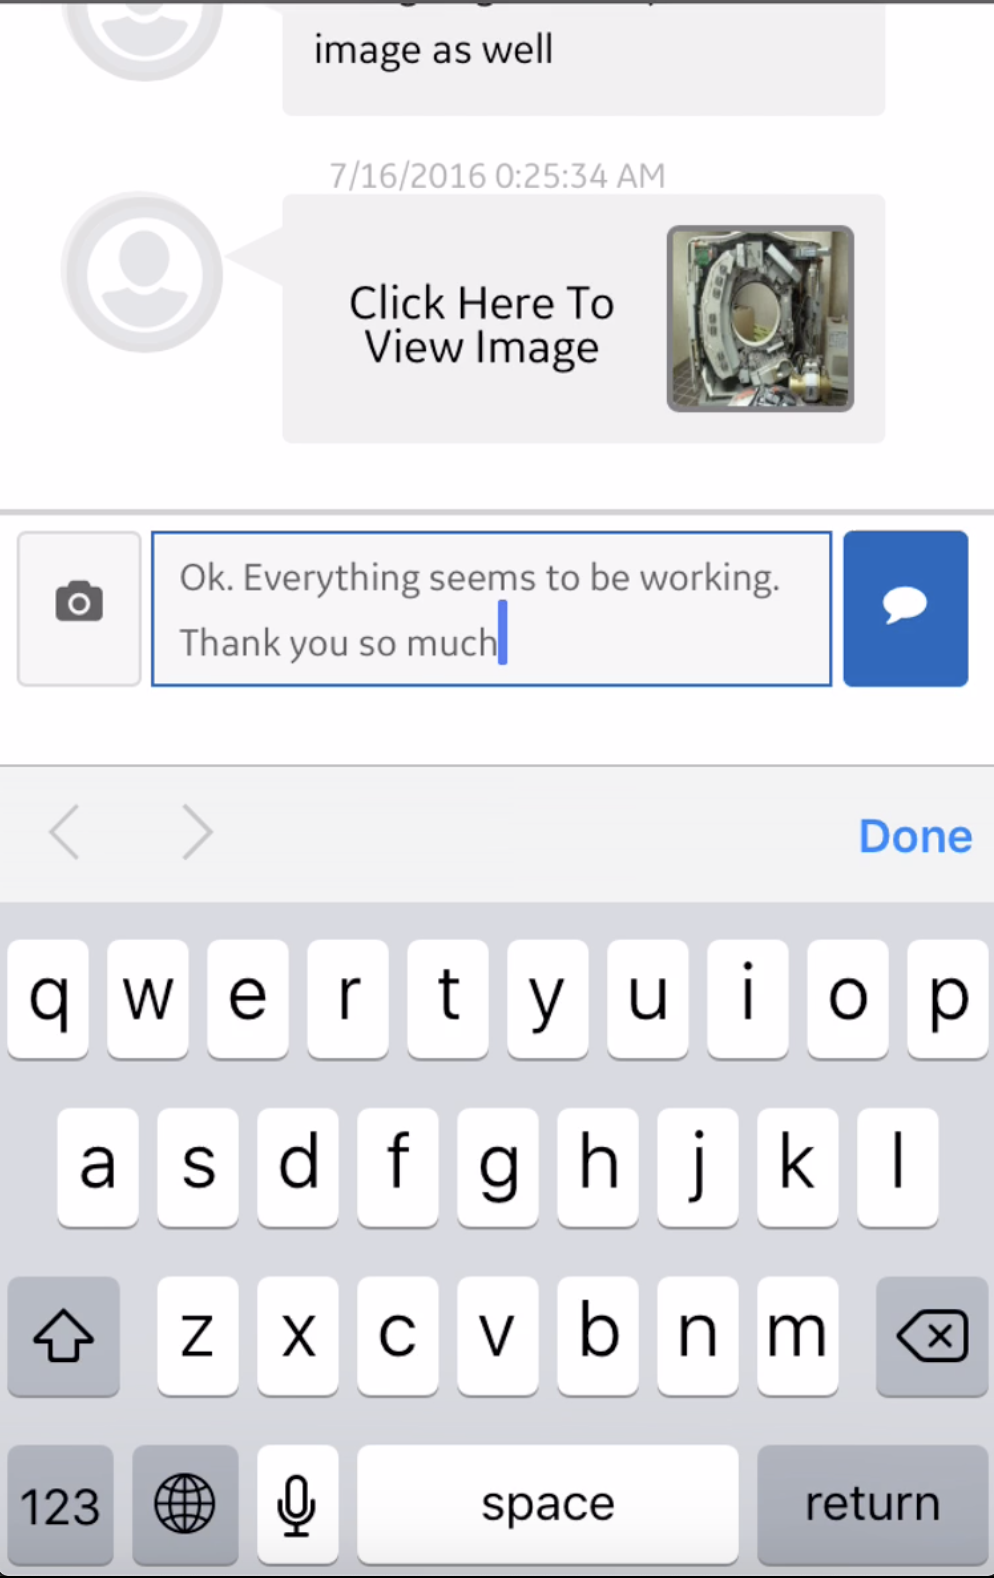 image as well
7/16/2016 0:25:34 AM
Click Here To
View Image
Ok. Everything seems to be working.
Thank you so much
Done
q w e r t y u i o p
a s d f g h j k l
z x c v b n m
123 space return